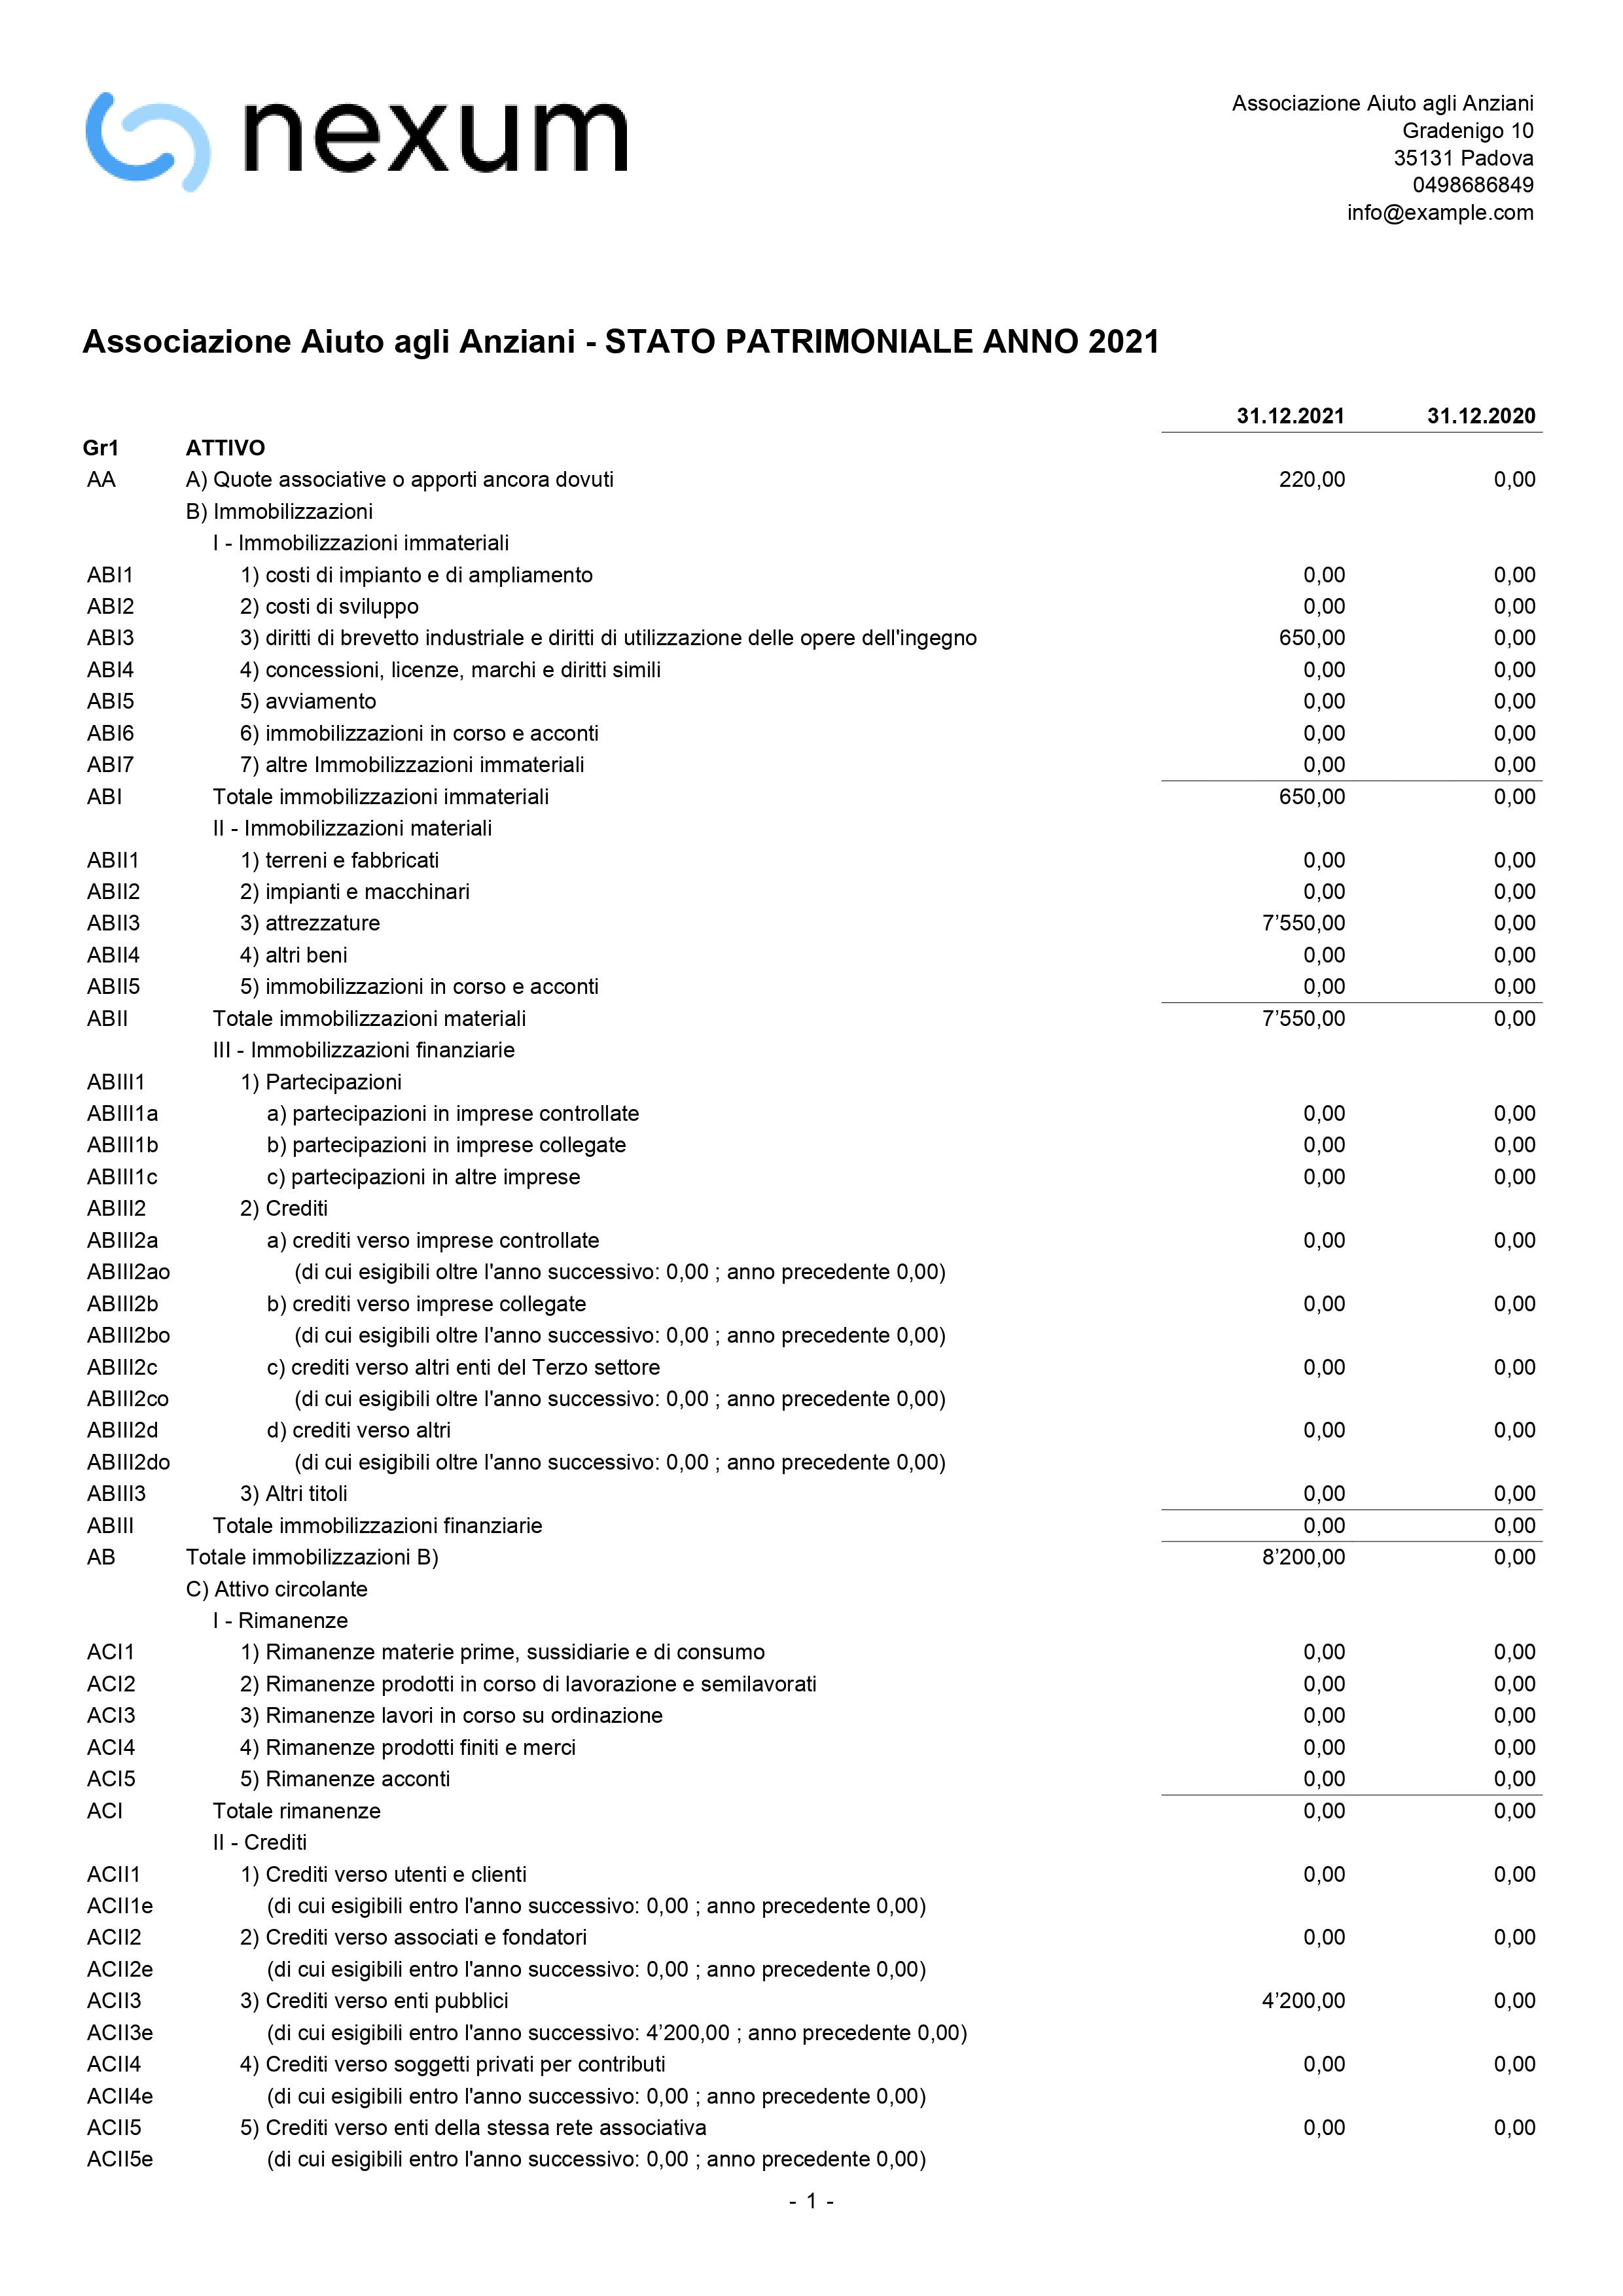 nexum
Associazione Aiuto agli Anziani
Gradenigo 10
35131 Padova
0498686849
info@example.com
Associazione Aiuto agli Anziani - STATO PATRIMONIALE ANNO 2021
31.12.2021 31.12.2020
Gr1 ATTIVO
AA A) Quote associative o apporti ancora dovuti 220,00 0,00
B) Immobilizzazioni
I - Immobilizzazioni immateriali
ABI1 1) costi di impianto e di ampliamento 0,00 0,00
ABI2 2) costi di sviluppo 0,00 0,00
ABI3 3) diritti di brevetto industriale e diritti di utilizzazione delle opere dell'ingegno 650,00 0,00
ABI4 4) concessioni, licenze, marchi e diritti simili 0,00 0,00
ABI5 5) avviamento 0,00 0,00
ABI6 6) immobilizzazioni in corso e acconti 0,00 0,00
ABI7 7) altre Immobilizzazioni immateriali 0,00 0,00
ABI Totale immobilizzazioni immateriali 650,00 0,00
II - Immobilizzazioni materiali
ABII1 1) terreni e fabbricati 0,00 0,00
ABII2 2) impianti e macchinari 0,00 0,00
ABII3 3) attrezzature 7’550,00 0,00
ABII4 4) altri beni 0,00 0,00
ABII5 5) immobilizzazioni in corso e acconti 0,00 0,00
ABII Totale immobilizzazioni materiali 7’550,00 0,00
III - Immobilizzazioni finanziarie
ABIII1 1) Partecipazioni
ABIII1a a) partecipazioni in imprese controllate 0,00 0,00
ABIII1b b) partecipazioni in imprese collegate 0,00 0,00
ABIII1c c) partecipazioni in altre imprese 0,00 0,00
ABIII2 2) Crediti
ABIII2a a) crediti verso imprese controllate 0,00 0,00
ABIII2ao (di cui esigibili oltre l'anno successivo: 0,00 ; anno precedente 0,00)
ABIII2b b) crediti verso imprese collegate 0,00 0,00
ABIII2bo (di cui esigibili oltre l'anno successivo: 0,00 ; anno precedente 0,00)
ABIII2c c) crediti verso altri enti del Terzo settore 0,00 0,00
ABIII2co (di cui esigibili oltre l'anno successivo: 0,00 ; anno precedente 0,00)
ABIII2d d) crediti verso altri 0,00 0,00
ABIII2do (di cui esigibili oltre l'anno successivo: 0,00 ; anno precedente 0,00)
ABIII3 3) Altri titoli 0,00 0,00
ABIII Totale immobilizzazioni finanziarie 0,00 0,00
AB Totale immobilizzazioni B) 8’200,00 0,00
C) Attivo circolante
I - Rimanenze
ACI1 1) Rimanenze materie prime, sussidiarie e di consumo 0,00 0,00
ACI2 2) Rimanenze prodotti in corso di lavorazione e semilavorati 0,00 0,00
ACI3 3) Rimanenze lavori in corso su ordinazione 0,00 0,00
ACI4 4) Rimanenze prodotti finiti e merci 0,00 0,00
ACI5 5) Rimanenze acconti 0,00 0,00
ACI Totale rimanenze 0,00 0,00
II - Crediti
ACII1 1) Crediti verso utenti e clienti 0,00 0,00
ACII1e (di cui esigibili entro l'anno successivo: 0,00 ; anno precedente 0,00)
ACII2 2) Crediti verso associati e fondatori 0,00 0,00
ACII2e (di cui esigibili entro l'anno successivo: 0,00 ; anno precedente 0,00)
ACII3 3) Crediti verso enti pubblici 4’200,00 0,00
ACII3e (di cui esigibili entro l'anno successivo: 4’200,00 ; anno precedente 0,00)
ACII4 4) Crediti verso soggetti privati per contributi 0,00 0,00
ACII4e (di cui esigibili entro l'anno successivo: 0,00 ; anno precedente 0,00)
ACII5 5) Crediti verso enti della stessa rete associativa 0,00 0,00
ACII5e (di cui esigibili entro l'anno successivo: 0,00 ; anno precedente 0,00)
- 1 -